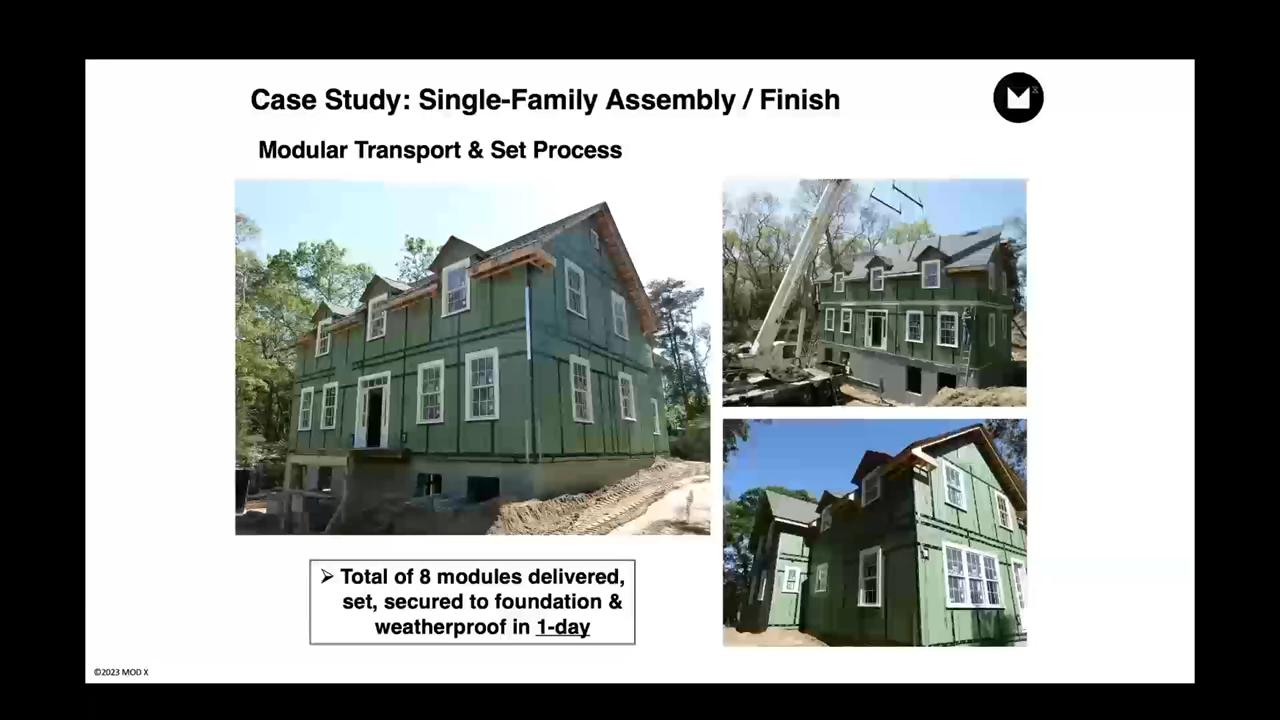 Case Study: Single-Family Assembly / Finish
Modular Transport & Set Process
➢ Total of 8 modules delivered,
set, secured to foundation &
weatherproof in 1-day
©2023 MOD X